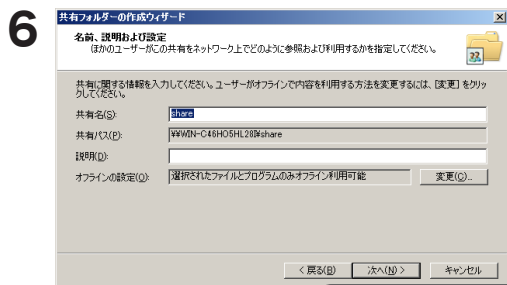 6
共有フォルダーの作成ウィザード
名前、説明および設定
ほかのユーザーがこの共有をネットワーク上でどのように参照および利用するかを指定してください。
共有に関する情報を入力してください。ユーザーがオフラインで内容を利用する方法を変更するには、[変更] をクリッ
クしてください。
共有名(S):
share
共有パス(P):
¥¥WIN-C46HO5HL28I¥share
説明(D):
オフラインの設定(O):
選択されたファイルとプログラムのみオフライン利用可能
変更(C)...
< 戻る(B)
次へ(N) >
キャンセル